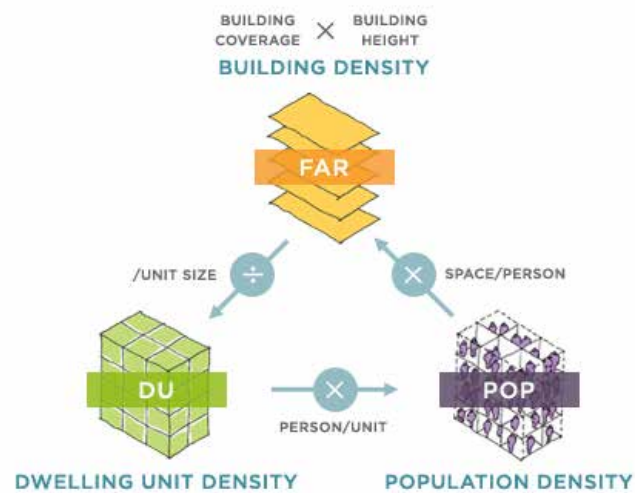 BUILDING COVERAGE × BUILDING HEIGHT
BUILDING DENSITY
FAR
/UNIT SIZE
÷
×
SPACE/PERSON
DU
×
POP
PERSON/UNIT
DWELLING UNIT DENSITY
POPULATION DENSITY